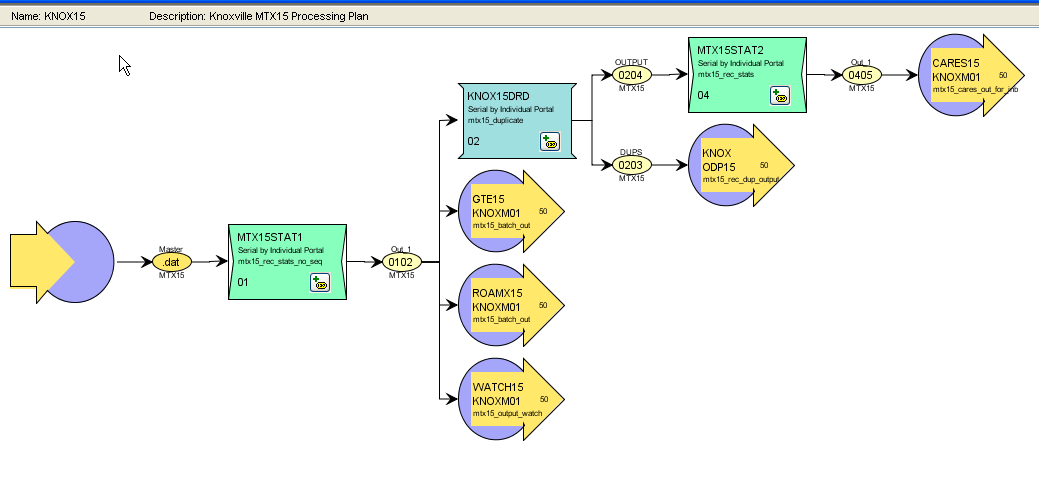 Name: KNOX15 Description: Knoxville MTX15 Processing Plan
Master
.dat
MTX15
MTX15STAT1
Serial by Individual Portal
mtx15_rec_stats_no_seq
01
Out_1
0102
MTX15
KNOX15DRD
Serial by Individual Portal
mtx15_duplicate
02
GTE15
KNOXM01
50
mtx15_batch_out
ROAMX15
KNOXM01
50
mtx15_batch_out
WATCH15
KNOXM01
50
mtx15_output_watch
OUTPUT
0204
MTX15
DUPS
0203
MTX15
MTX15STAT2
Serial by Individual Portal
mtx15_rec_stats
04
KNOX
ODP15
50
mtx15_rec_dup_output
Out_1
0405
MTX15
CARES15
KNOXM01
50
mtx15_cares_out_for_inb